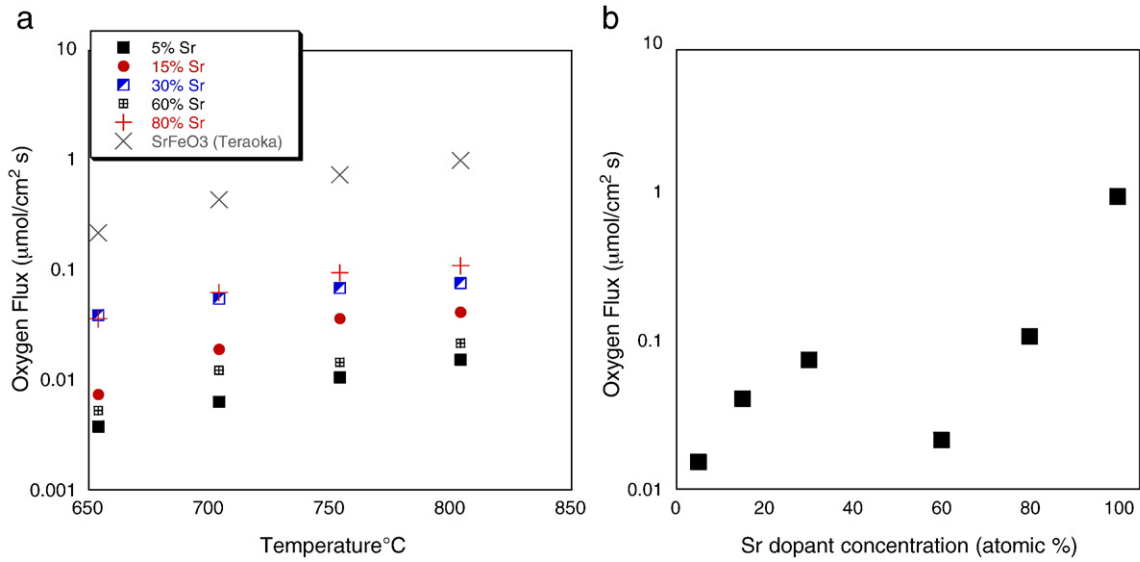 a
5% Sr
15% Sr
30% Sr
60% Sr
80% Sr
SrFeO3 (Teraoka)
10
1
0.1
0.01
0.001
Oxygen Flux (µmol/cm² s)
650
700
750
800
850
Temperature°C
b
10
1
0.1
0.01
Oxygen Flux (µmol/cm² s)
0
20
40
60
80
100
Sr dopant concentration (atomic %)